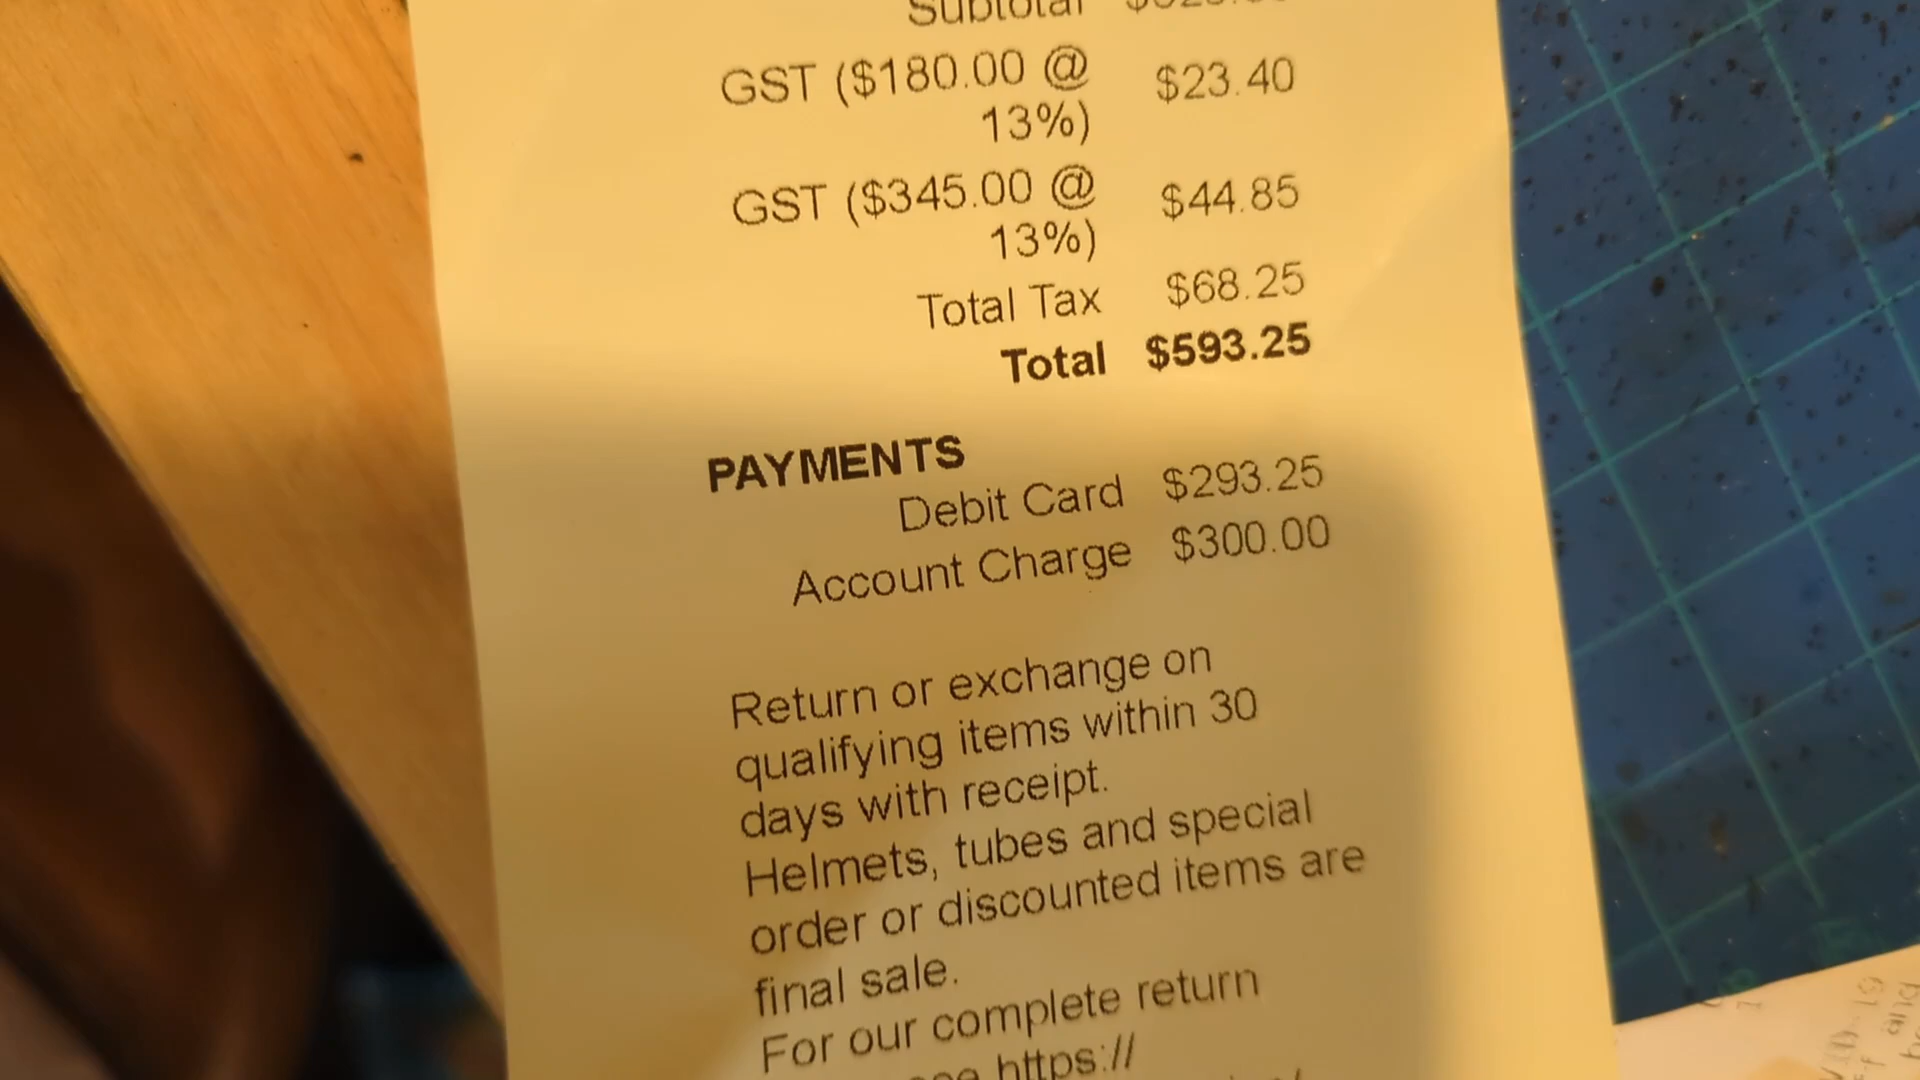 Subtotal
GST ($180.00 @ 13%) $23.40
GST ($345.00 @ 13%) $44.85
Total Tax $68.25
Total $593.25
PAYMENTS
Debit Card $293.25
Account Charge $300.00
Return or exchange on
qualifying items within 30
days with receipt.
Helmets, tubes and special
order or discounted items are
final sale.
For our complete return
https://